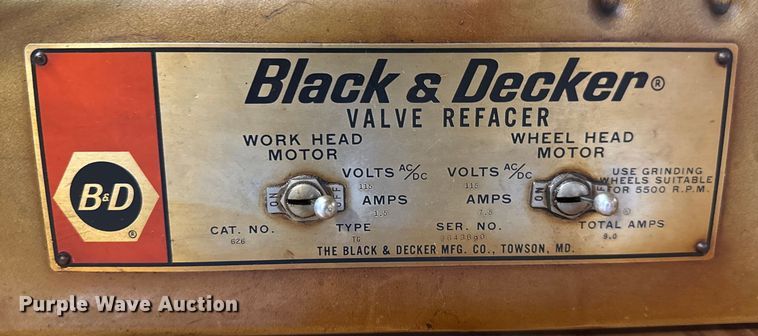 Black & Decker®
VALVE REFACER
WORK HEAD MOTOR
WHEEL HEAD MOTOR
VOLTS AC/DC
115
VOLTS AC/DC
115
USE GRINDING
WHEELS SUITABLE
FOR 5500 R.P.M.
ON OFF
AMPS
1.5
AMPS
7.5
ON
B&D®
CAT. NO.
626
TYPE
SER. NO.
TOTAL AMPS
9.0
THE BLACK & DECKER MFG. CO., TOWSON, MD.
Purple Wave Auction